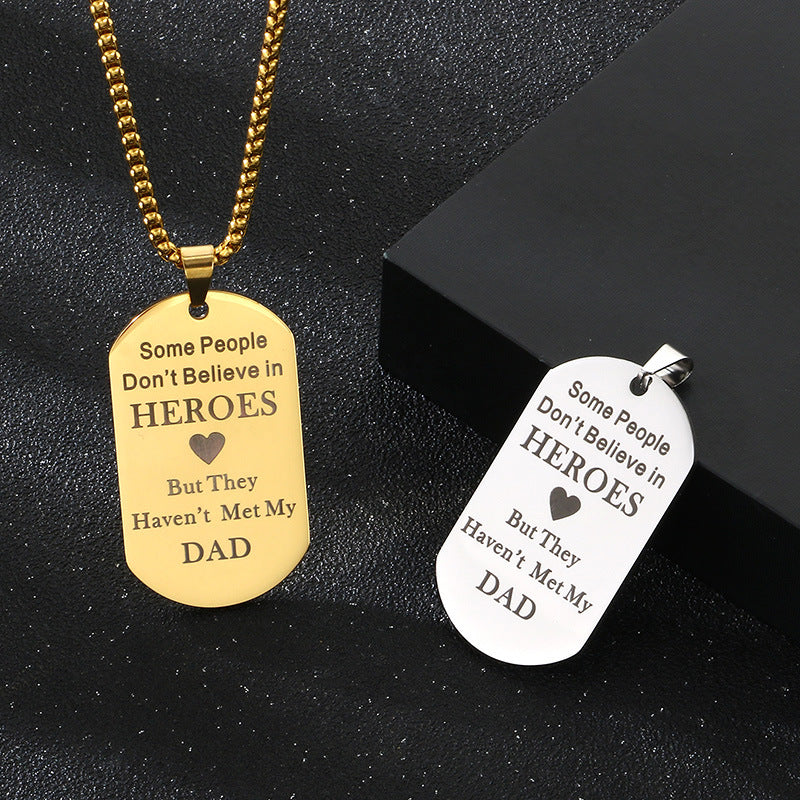 Some People
Don't Believe in
HEROES
But They
Haven't Met My
DAD
Some People
Don't Believe in
HEROES
But They
Haven't Met My
DAD